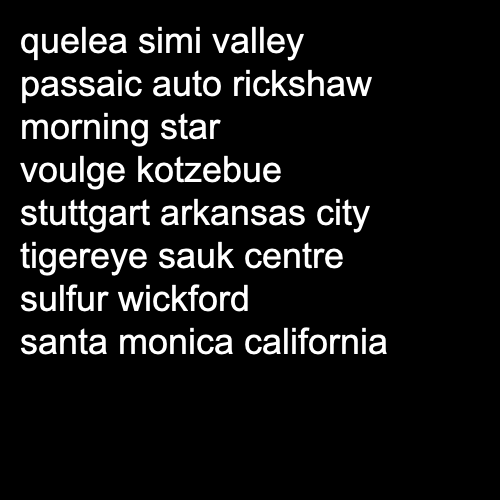 quelea simi valley
passaic auto rickshaw
morning star
voulge kotzebue
stuttgart arkansas city
tigereye sauk centre
sulfur wickford
santa monica california